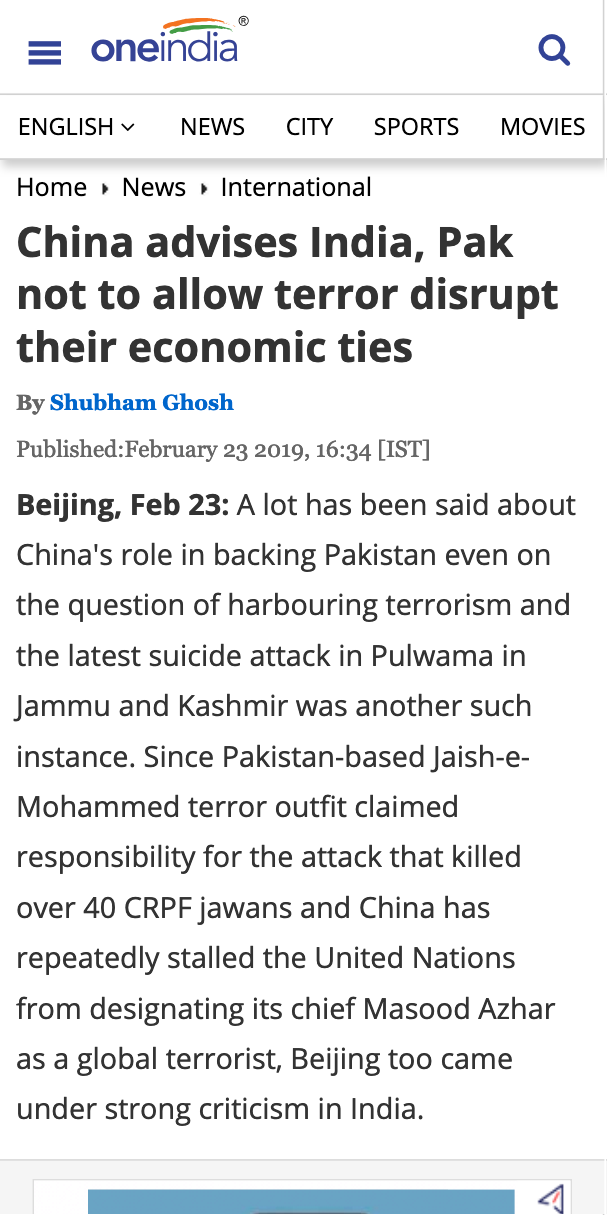 oneindia®
ENGLISH NEWS CITY SPORTS MOVIES
Home News International
China advises India, Pak
not to allow terror disrupt
their economic ties
By Shubham Ghosh
Published:February 23 2019, 16:34 [IST]
Beijing, Feb 23: A lot has been said about
China's role in backing Pakistan even on
the question of harbouring terrorism and
the latest suicide attack in Pulwama in
Jammu and Kashmir was another such
instance. Since Pakistan-based Jaish-e-
Mohammed terror outfit claimed
responsibility for the attack that killed
over 40 CRPF jawans and China has
repeatedly stalled the United Nations
from designating its chief Masood Azhar
as a global terrorist, Beijing too came
under strong criticism in India.